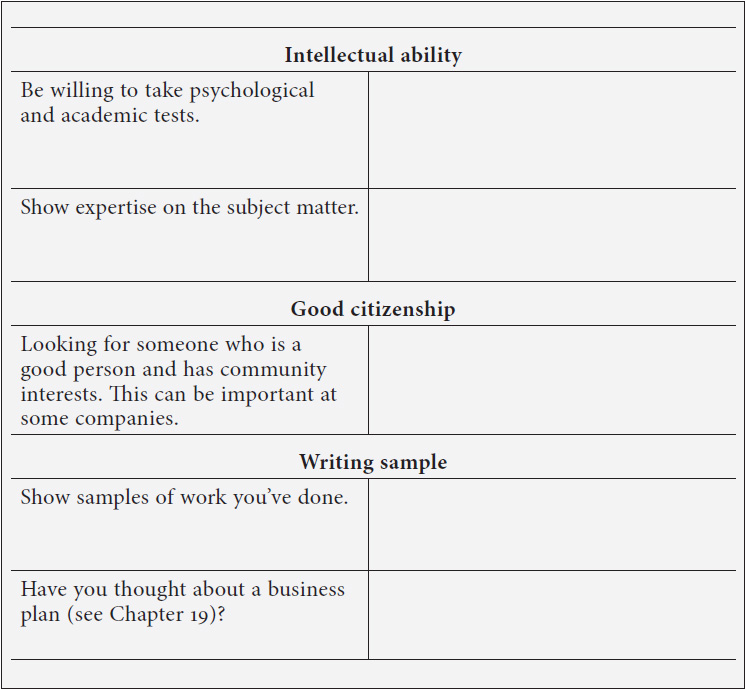 Intellectual ability
Be willing to take psychological
and academic tests.
Show expertise on the subject matter.
Good citizenship
Looking for someone who is a
good person and has community
interests. This can be important at
some companies.
Writing sample
Show samples of work you’ve done.
Have you thought about a business
plan (see Chapter 19)?